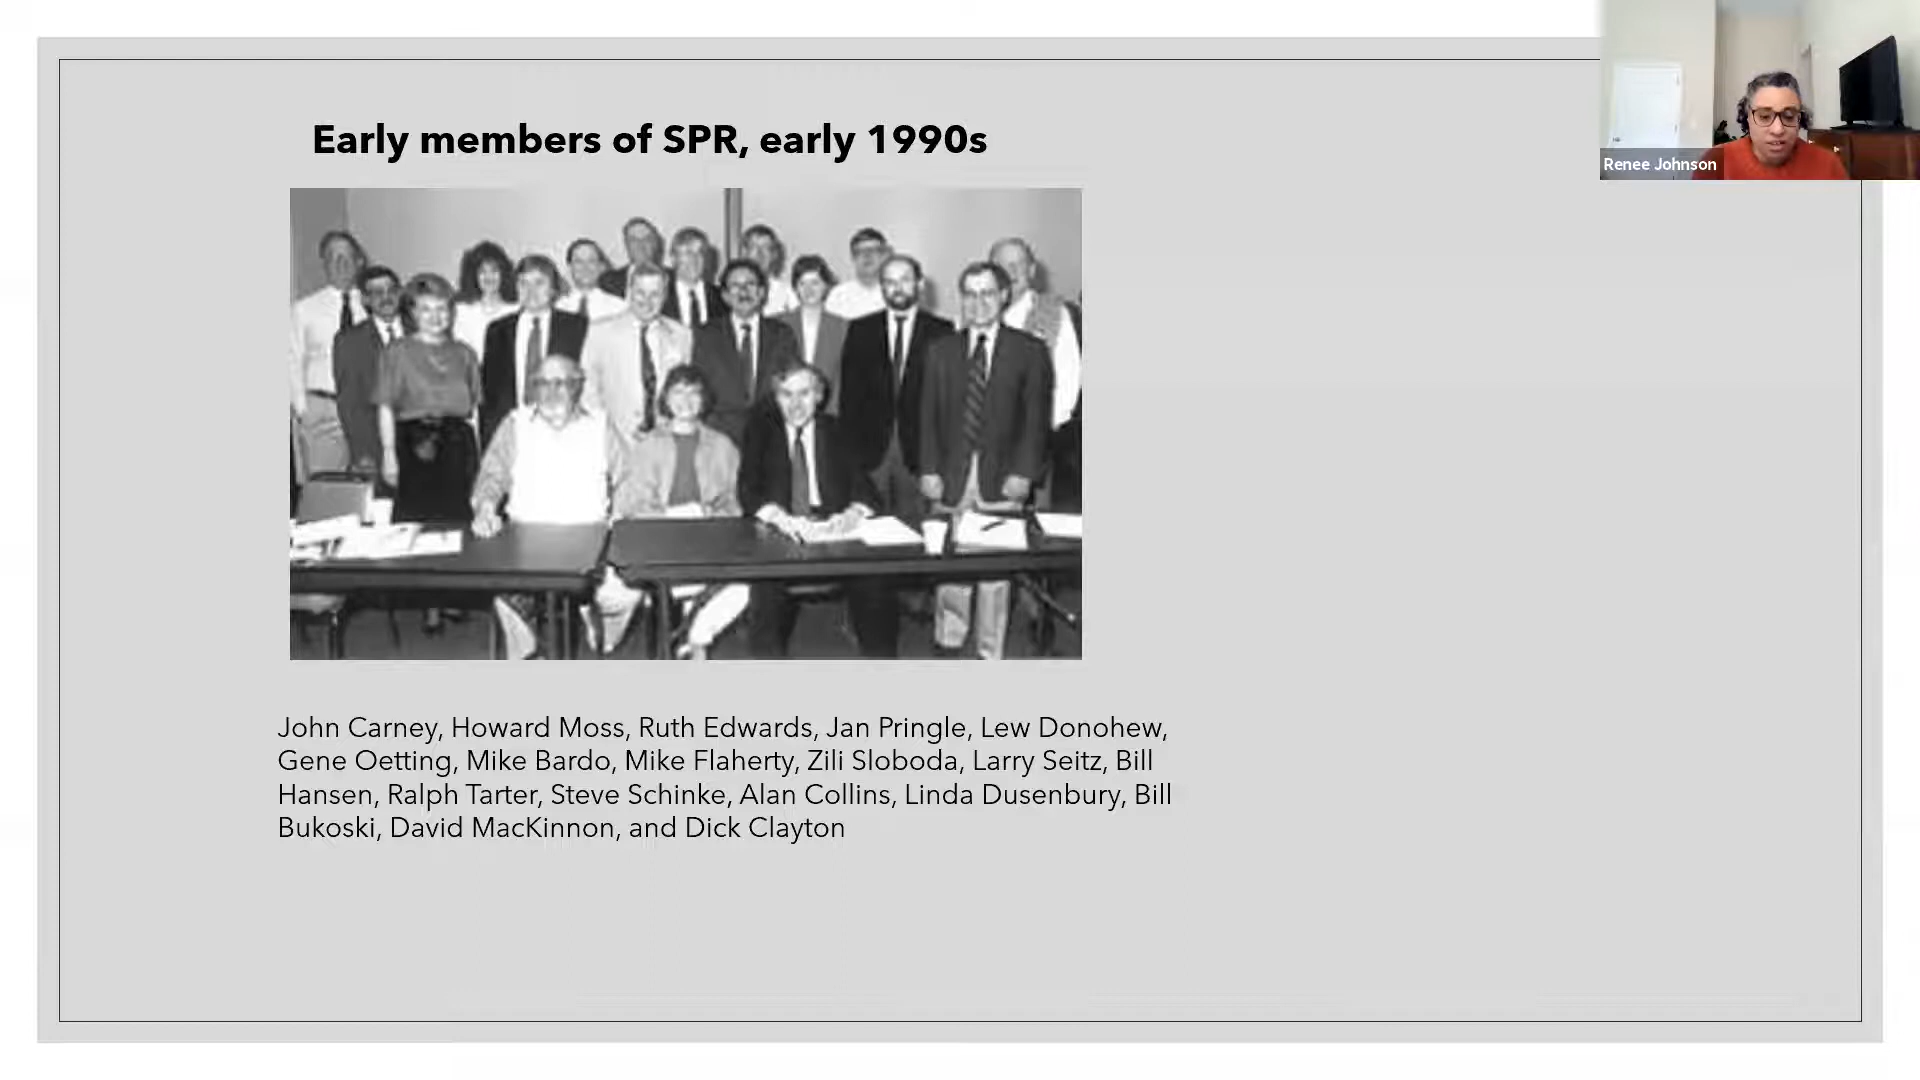 Early members of SPR, early 1990s
Renee Johnson
John Carney, Howard Moss, Ruth Edwards, Jan Pringle, Lew Donohew,
Gene Oetting, Mike Bardo, Mike Flaherty, Zili Sloboda, Larry Seitz, Bill
Hansen, Ralph Tarter, Steve Schinke, Alan Collins, Linda Dusenbury, Bill
Bukoski, David MacKinnon, and Dick Clayton